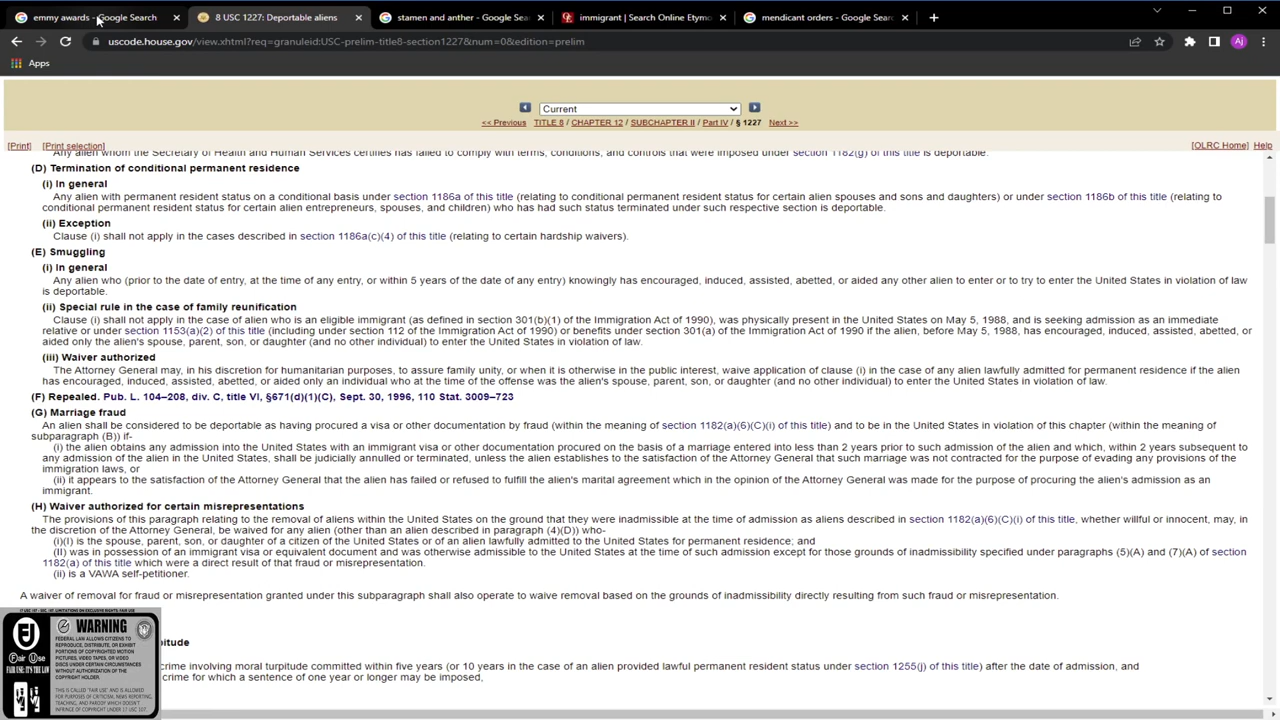 emmy awards - Google Search
8 USC 1227: Deportable aliens
stamen and anther - Google Sea
immigrant | Search Online Etymo
mendicant orders - Google Searc
uscode.house.gov/view.xhtml?req=granuleid:USC-prelim-title8-section1227&num=0&edition=prelim
Aj
Apps
Current
<< Previous TITLE 8 / CHAPTER 12 / SUBCHAPTER II / Part IV / § 1227 Next >>
[Print] [Print selection] [OLRC Home] Help
Any alien whom the Secretary of Health and Human Services certifies has failed to comply with terms, conditions, and controls that were imposed under section 1182(g) of this title is deportable.
(D) Termination of conditional permanent residence
(i) In general
Any alien with permanent resident status on a conditional basis under section 1186a of this title (relating to conditional permanent resident status for certain alien spouses and sons and daughters) or under section 1186b of this title (relating to
conditional permanent resident status for certain alien entrepreneurs, spouses, and children) who has had such status terminated under such respective section is deportable.
(ii) Exception
Clause (i) shall not apply in the cases described in section 1186a(c)(4) of this title (relating to certain hardship waivers).
(E) Smuggling
(i) In general
Any alien who (prior to the date of entry, at the time of any entry, or within 5 years of the date of any entry) knowingly has encouraged, induced, assisted, abetted, or aided any other alien to enter or to try to enter the United States in violation of law
is deportable.
(ii) Special rule in the case of family reunification
Clause (i) shall not apply in the case of alien who is an eligible immigrant (as defined in section 301(b)(1) of the Immigration Act of 1990), was physically present in the United States on May 5, 1988, and is seeking admission as an immediate
relative or under section 1153(a)(2) of this title (including under section 112 of the Immigration Act of 1990) or benefits under section 301(a) of the Immigration Act of 1990 if the alien, before May 5, 1988, has encouraged, induced, assisted, abetted, or
aided only the alien's spouse, parent, son, or daughter (and no other individual) to enter the United States in violation of law.
(iii) Waiver authorized
The Attorney General may, in his discretion for humanitarian purposes, to assure family unity, or when it is otherwise in the public interest, waive application of clause (i) in the case of any alien lawfully admitted for permanent residence if the alien
has encouraged, induced, assisted, abetted, or aided only an individual who at the time of the offense was the alien's spouse, parent, son, or daughter (and no other individual) to enter the United States in violation of law.
(F) Repealed. Pub. L. 104–208, div. C, title VI, §671(d)(1)(C), Sept. 30, 1996, 110 Stat. 3009–723
(G) Marriage fraud
An alien shall be considered to be deportable as having procured a visa or other documentation by fraud (within the meaning of section 1182(a)(6)(C)(i) of this title) and to be in the United States in violation of this chapter (within the meaning of
subparagraph (B)) if-
(i) the alien obtains any admission into the United States with an immigrant visa or other documentation procured on the basis of a marriage entered into less than 2 years prior to such admission of the alien and which, within 2 years subsequent to
any admission of the alien in the United States, shall be judicially annulled or terminated, unless the alien establishes to the satisfaction of the Attorney General that such marriage was not contracted for the purpose of evading any provisions of the
immigration laws, or
(ii) it appears to the satisfaction of the Attorney General that the alien has failed or refused to fulfill the alien's marital agreement which in the opinion of the Attorney General was made for the purpose of procuring the alien's admission as an
immigrant.
(H) Waiver authorized for certain misrepresentations
The provisions of this paragraph relating to the removal of aliens within the United States on the ground that they were inadmissible at the time of admission as aliens described in section 1182(a)(6)(C)(i) of this title, whether willful or innocent, may, in
the discretion of the Attorney General, be waived for any alien (other than an alien described in paragraph (4)(D)) who-
(i)(I) is the spouse, parent, son, or daughter of a citizen of the United States or of an alien lawfully admitted to the United States for permanent residence; and
(II) was in possession of an immigrant visa or equivalent document and was otherwise admissible to the United States at the time of such admission except for those grounds of inadmissibility specified under paragraphs (5)(A) and (7)(A) of section
1182(a) of this title which were a direct result of that fraud or misrepresentation.
(ii) is a VAWA self-petitioner.
A waiver of removal for fraud or misrepresentation granted under this subparagraph shall also operate to waive removal based on the grounds of inadmissibility directly resulting from such fraud or misrepresentation.
pitude
crime involving moral turpitude committed within five years (or 10 years in the case of an alien provided lawful permanent resident status under section 1255(j) of this title) after the date of admission, and
crime for which a sentence of one year or longer may be imposed,
WARNING
Fair Use
FEDERAL LAW ALLOWS CITIZENS TO
REPRODUCE, DISTRIBUTE, OR EXHIBIT
PORTIONS OF COPYRIGHTED MOTION
PICTURES, VIDEO TAPES, OR VIDEO
DISCS UNDER CERTAIN CIRCUMSTANCES
WITHOUT AUTHORIZATION OF THE
COPYRIGHT HOLDER.